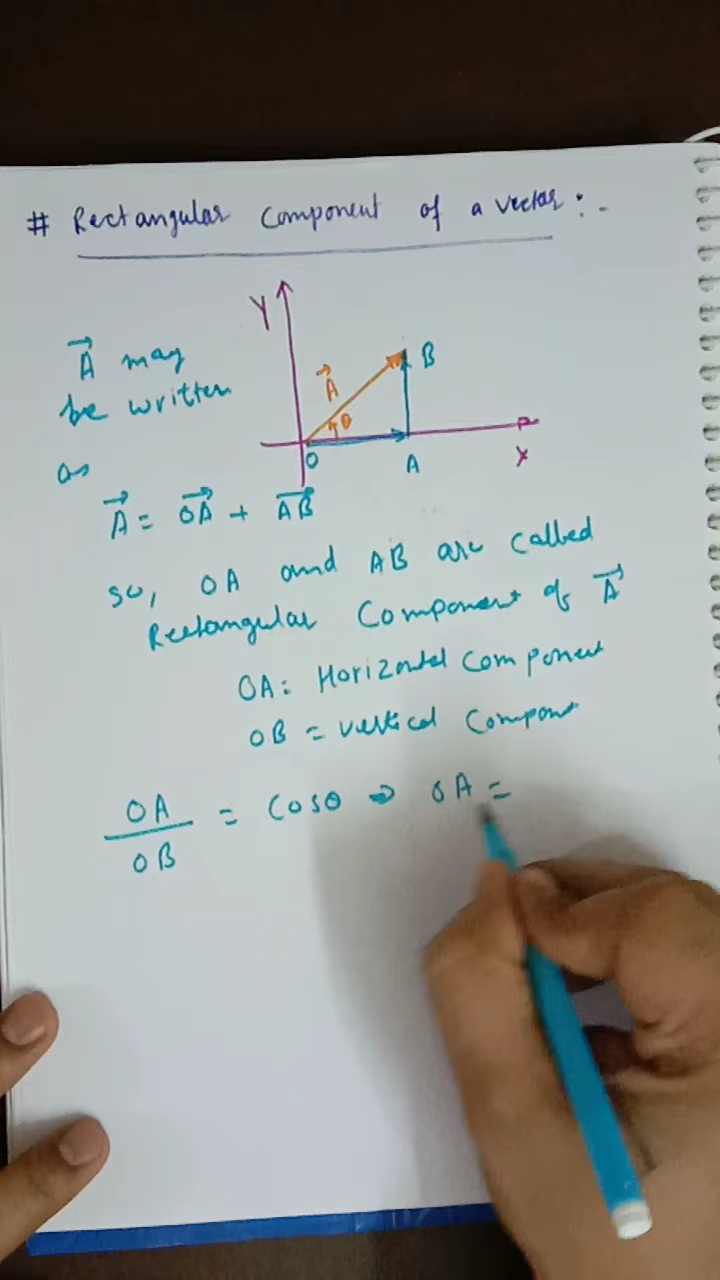 # Rectangular Component of a vector :-
Y
A may
be written
as
A
θ
B
O
A
X
A = OA + AB
so, OA and AB are called
Rectangular Component of A
OA = Horizontal Component
OB = vertical Component
OA
OB
= Cosθ ⇒ OA =